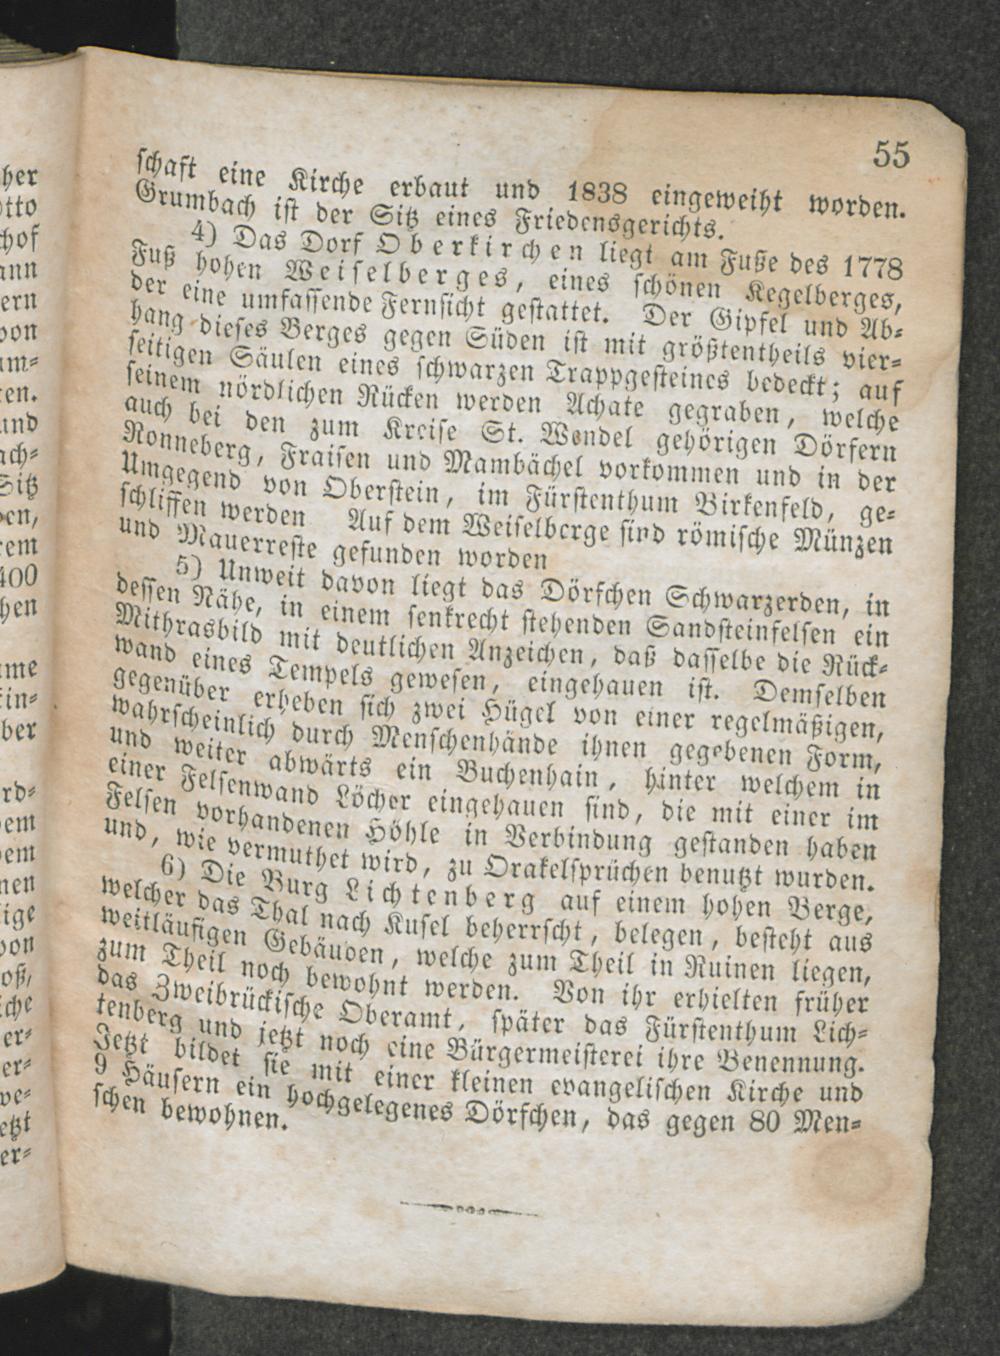 55
schaft eine Kirche erbaut und 1838 eingeweiht worden.
Grumbach ist der Sitz eines Friedensgerichts.
4) Das Dorf Oberkirchen liegt am Fuße des 1778
Fuß hohen Weiselberges, eines schönen Kegelberges,
der eine umfassende Fernsicht gestattet. Der Gipfel und Ab-
hang dieses Berges gegen Süden ist mit größtentheils vier-
seitigen Säulen eines schwarzen Trappgesteines bedeckt; auf
seinem nördlichen Rücken werden Achate gegraben, welche
auch bei den zum Kreise St. Wendel gehörigen Dörfern
Ronneberg, Fraisen und Mambächel vorkommen und in der
Umgegend von Oberstein, im Fürstenthum Birkenfeld, ge-
schliffen werden Auf dem Weiselberge sind römische Münzen
und Mauerreste gefunden worden
5) Unweit davon liegt das Dörfchen Schwarzerden, in
dessen Nähe, in einem senkrecht stehenden Sandsteinfelsen ein
Mithrasbild mit deutlichen Anzeichen, daß dasselbe die Rück-
wand eines Tempels gewesen, eingehauen ist. Demselben
gegenüber erheben sich zwei Hügel von einer regelmäßigen,
wahrscheinlich durch Menschenhände ihnen gegebenen Form,
und weiter abwärts ein Buchenhain, hinter welchem in
einer Felsenwand Löcher eingehauen sind, die mit einer im
Felsen vorhandenen Höhle in Verbindung gestanden haben
und, wie vermuthet wird, zu Orakelsprüchen benutzt wurden.
6) Die Burg Lichtenberg auf einem hohen Berge,
welcher das Thal nach Kusel beherrscht, belegen, besteht aus
weitläufigen Gebäuden, welche zum Theil in Ruinen liegen,
zum Theil noch bewohnt werden. Von ihr erhielten früher
das Zweibrückische Oberamt, später das Fürstenthum Lich-
tenberg und jetzt noch eine Bürgermeisterei ihre Benennung.
Jetzt bildet sie mit einer kleinen evangelischen Kirche und
9 Häusern ein hochgelegenes Dörfchen, das gegen 80 Men-
schen bewohnen.